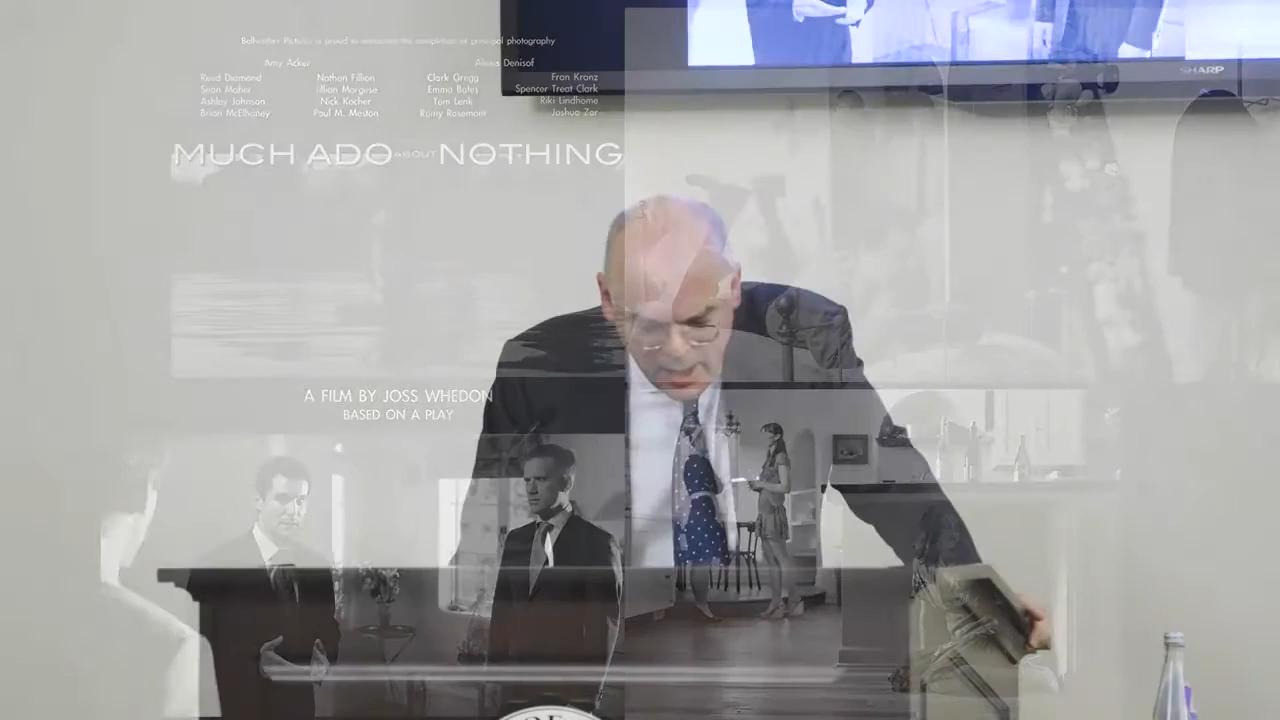 Bellwether Pictures is proud to announce the completion of principal photography
Amy Acker Alexis Denisof
Reed Diamond Nathan Fillion Clark Gregg Fran Kranz
Sean Maher Jillian Morgese Emma Bates Spencer Treat Clark
Ashley Johnson Nick Kocher Tom Lenk Riki Lindhome
Brian McElhaney Paul M. Meston Romy Rosemont Joshua Zar
MUCH ADO ABOUT NOTHING
A FILM BY JOSS WHEDON
BASED ON A PLAY
SHARP
OF